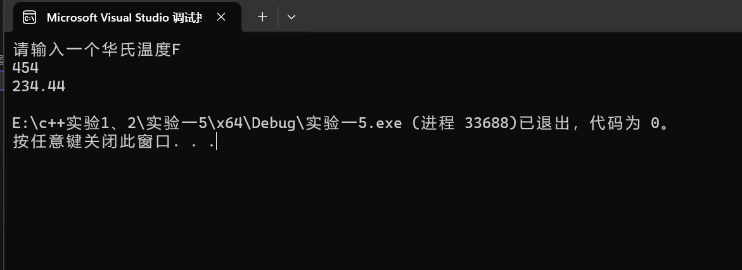 Microsoft Visual Studio 调试控
请输入一个华氏温度F
454
234.44
E:\c++实验1、2\实验一5\x64\Debug\实验一5.exe (进程 33688)已退出，代码为 0。
按任意键关闭此窗口. . .